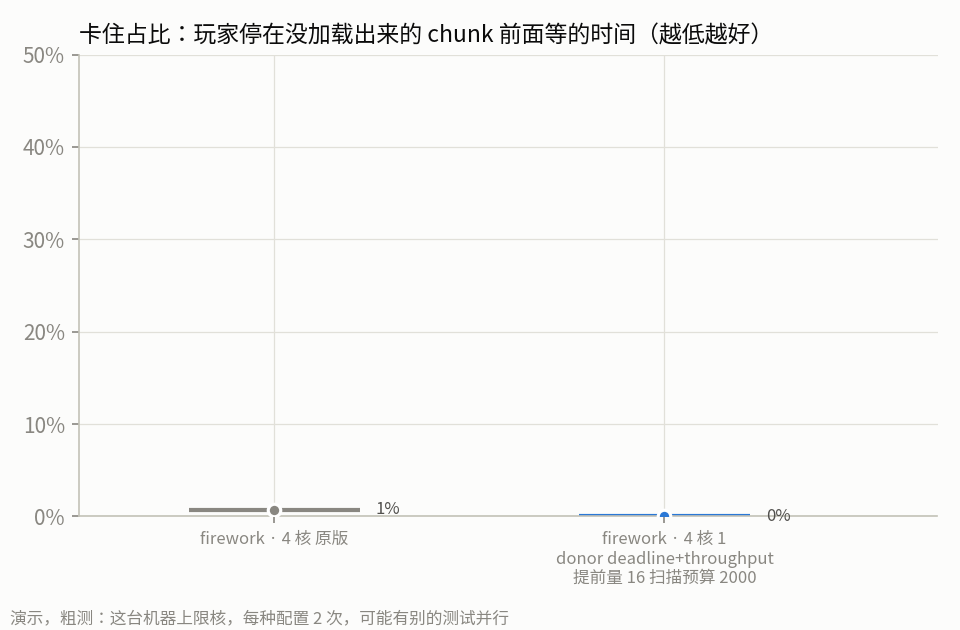 卡住占比：玩家停在没加载出来的 chunk 前面等的时间（越低越好）
50%
40%
30%
20%
10%
0%
1%
0%
firework · 4 核 原版
firework · 4 核 1
donor deadline+throughput
提前量 16 扫描预算 2000
演示，粗测：这台机器上限核，每种配置 2 次，可能有别的测试并行